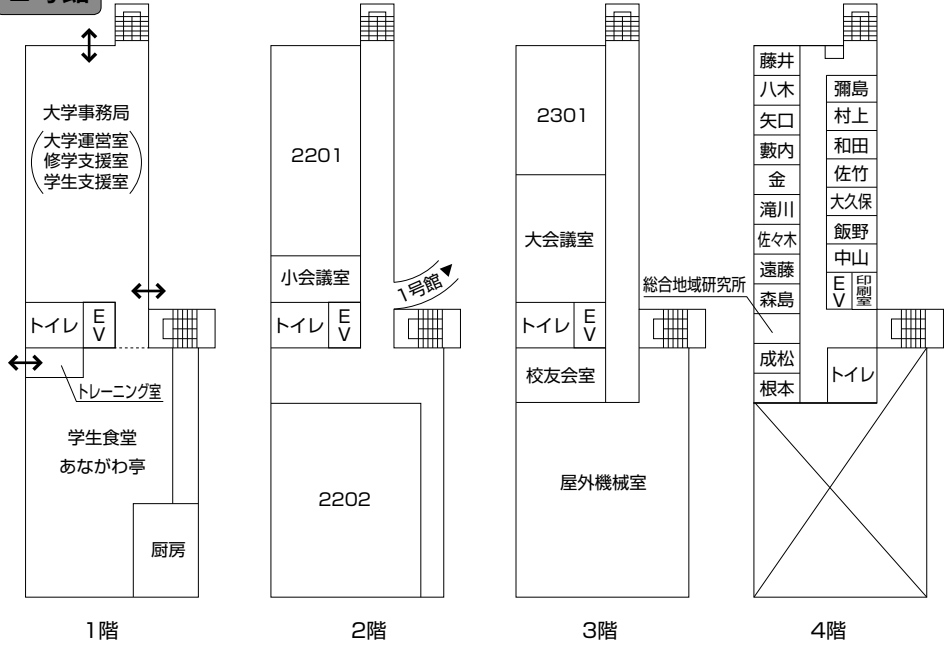 号館
大学事務局
(大学運営室
修学支援室
学生支援室)
トイレ
EV
トレーニング室
学生食堂
あながわ亭
厨房
1階
2201
小会議室
1号館
トイレ
EV
2202
2階
2301
大会議室
トイレ
EV
校友会室
屋外機械室
3階
藤井
八木
矢口
藪内
金
滝川
佐々木
遠藤
森島
総合地域研究所
成松
根本
彌島
村上
和田
佐竹
大久保
飯野
中山
EV
印刷室
トイレ
4階